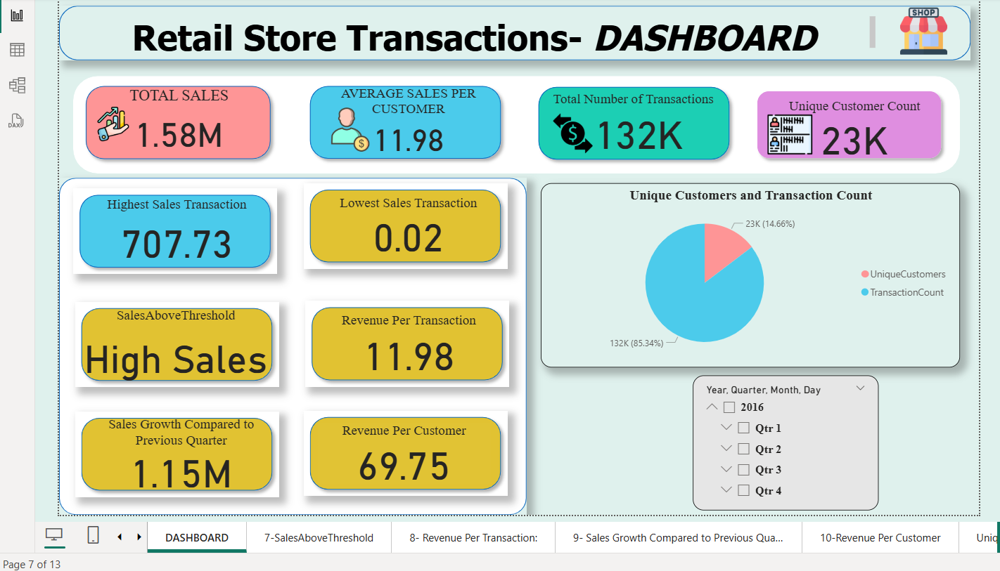 SHOP
Retail Store Transactions- DASHBOARD
TOTAL SALES
1.58M
AVERAGE SALES PER
CUSTOMER
11.98
Total Number of Transactions
132K
Unique Customer Count
23K
Highest Sales Transaction
707.73
Lowest Sales Transaction
0.02
SalesAboveThreshold
High Sales
Revenue Per Transaction
11.98
Sales Growth Compared to
Previous Quarter
1.15M
Revenue Per Customer
69.75
Unique Customers and Transaction Count
23K (14.66%)
132K (85.34%)
UniqueCustomers
TransactionCount
Year, Quarter, Month, Day
2016
Qtr 1
Qtr 2
Qtr 3
Qtr 4
DAX
DASHBOARD
7-SalesAboveThreshold
8- Revenue Per Transaction:
9- Sales Growth Compared to Previous Qua...
10-Revenue Per Customer
Uniq
Page 7 of 13